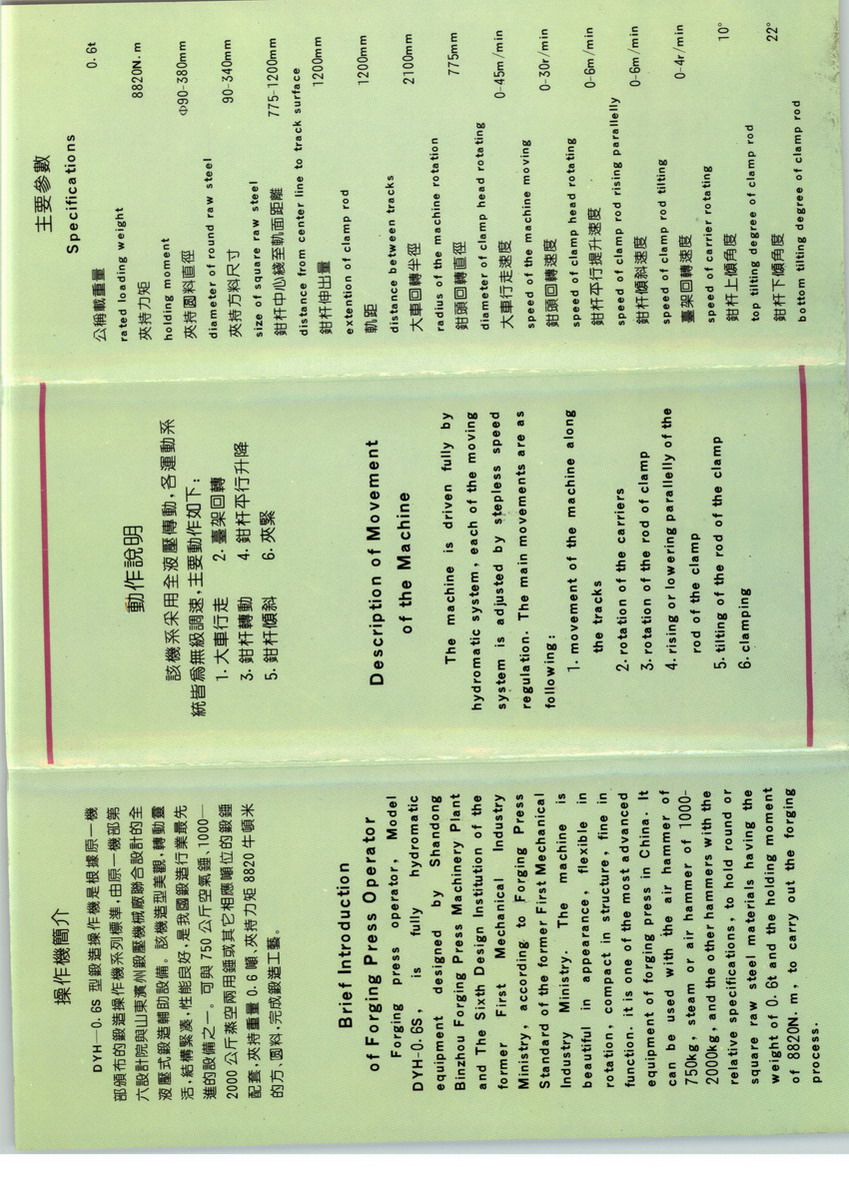 操作機簡介
DYH—0.6S 型鍛造操作機是根據原一機
部頒布的鍛造操作機系列標準,由原一機部第
六設計院與山東濱州鍛壓機械廠聯合設計的全
液壓式鍛造輔助設備。該機造型美觀,轉動靈
活,結構緊凑,性能良好,是我國鍛造行業最先
進的設備之一。可與 750 公斤空氣錘、1000—
2000 公斤蒸空兩用錘或其它相應噸位的鍛錘
配套,夾持重量 0.6 噸,夾持力矩 8820 牛頓米
的方、圓料,完成鍛造工藝。
Brief Introduction
of Forging Press Operator
Forging press operator, Model
DYH-0.6S, is fully hydromatic
equipment designed by Shandong
Binzhou Forging Press Machinery Plant
and The Sixth Design Institution of the
former First Mechanical Industry
Ministry, according to Forging Press
Standard of the former First Mechanical
Industry Ministry. The machine is
beautiful in appearance, flexible in
rotation, compact in structure, fine in
function. it is one of the most advanced
equipment of forging press in China. It
can be used with the air hammer of
750kg, steam or air hammer of 1000-
2000kg, and the other hammers with the
relative specifications, to hold round or
square raw steel materials having the
weight of 0.6t and the holding moment
of 8820N.m, to carry out the forging
process.
動作說明
該機系采用全液壓傳動,各運動系
統皆爲無級調速,主要動作如下:
1. 大車行走 2. 臺架回轉
3. 鉗杆轉動 4. 鉗杆平行升降
5. 鉗杆傾斜 6. 夾緊
Description of Movement
of the Machine
The machine is driven fully by
hydromatic system, each of the moving
system is adjusted by stepless speed
regulation. The main movements are as
following:
1. movement of the machine along
the tracks
2. rotation of the carriers
3. rotation of the rod of clamp
4. rising or lowering parallelly of the
rod of the clamp
5. tilting of the rod of the clamp
6. clamping
主要參數
Specifications
公稱載重量 0.6t
rated loading weight
夾持力矩 8820N.m
holding moment
夾持圓料直徑 Φ90-380mm
diameter of round raw steel
夾持方料尺寸 90-340mm
size of square raw steel
鉗杆中心綫至軌面距離 775-1200mm
distance from center line to track surface
鉗杆伸出量 1200mm
extention of clamp rod
軌距 1200mm
distance between tracks
大車回轉半徑 2100mm
radius of the machine rotation
鉗頭回轉直徑 775mm
diameter of clamp head rotating
大車行走速度 0-45m/min
speed of the machine moving
鉗頭回轉速度 0-30r/min
speed of clamp head rotating
鉗杆平行提升速度 0-6m/min
speed of clamp rod rising parallelly
鉗杆傾斜速度 0-6m/min
speed of clamp rod tilting
臺架回轉速度 0-4r/min
speed of carrier rotating
鉗杆上傾角度 10°
top tilting degree of clamp rod
鉗杆下傾角度 22°
bottom tilting degree of clamp rod